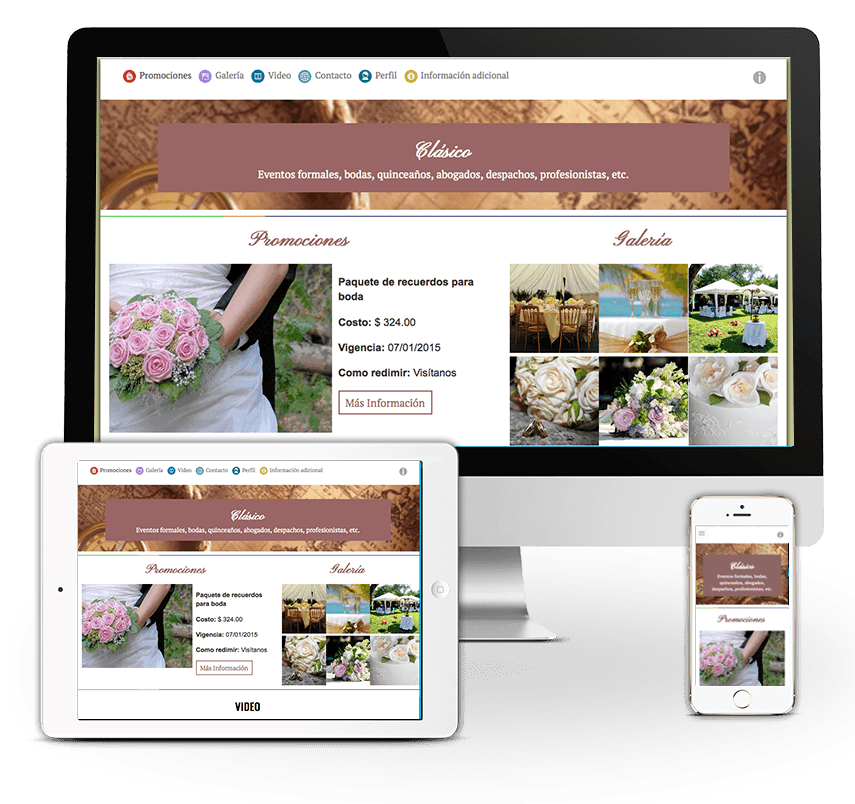 Promociones Galería Video Contacto Perfil Información adicional
Clásico
Eventos formales, bodas, quinceaños, abogados, despachos, profesionistas, etc.
Promociones
Paquete de recuerdos para
boda
Costo: $ 324.00
Vigencia: 07/01/2015
Como redimir: Visítanos
Más Información
Galería
Promociones Galería Video Contacto Perfil Información adicional
Clásico
Eventos formales, bodas, quinceaños, abogados, despachos, profesionistas, etc.
Promociones
Paquete de recuerdos
para boda
Costo: $ 324.00
Vigencia: 07/01/2015
Como redimir: Visítanos
Más Información
Galería
VIDEO
Clásico
Eventos formales, bodas,
quinceaños, abogados,
despachos, profesionistas, etc.
Promociones